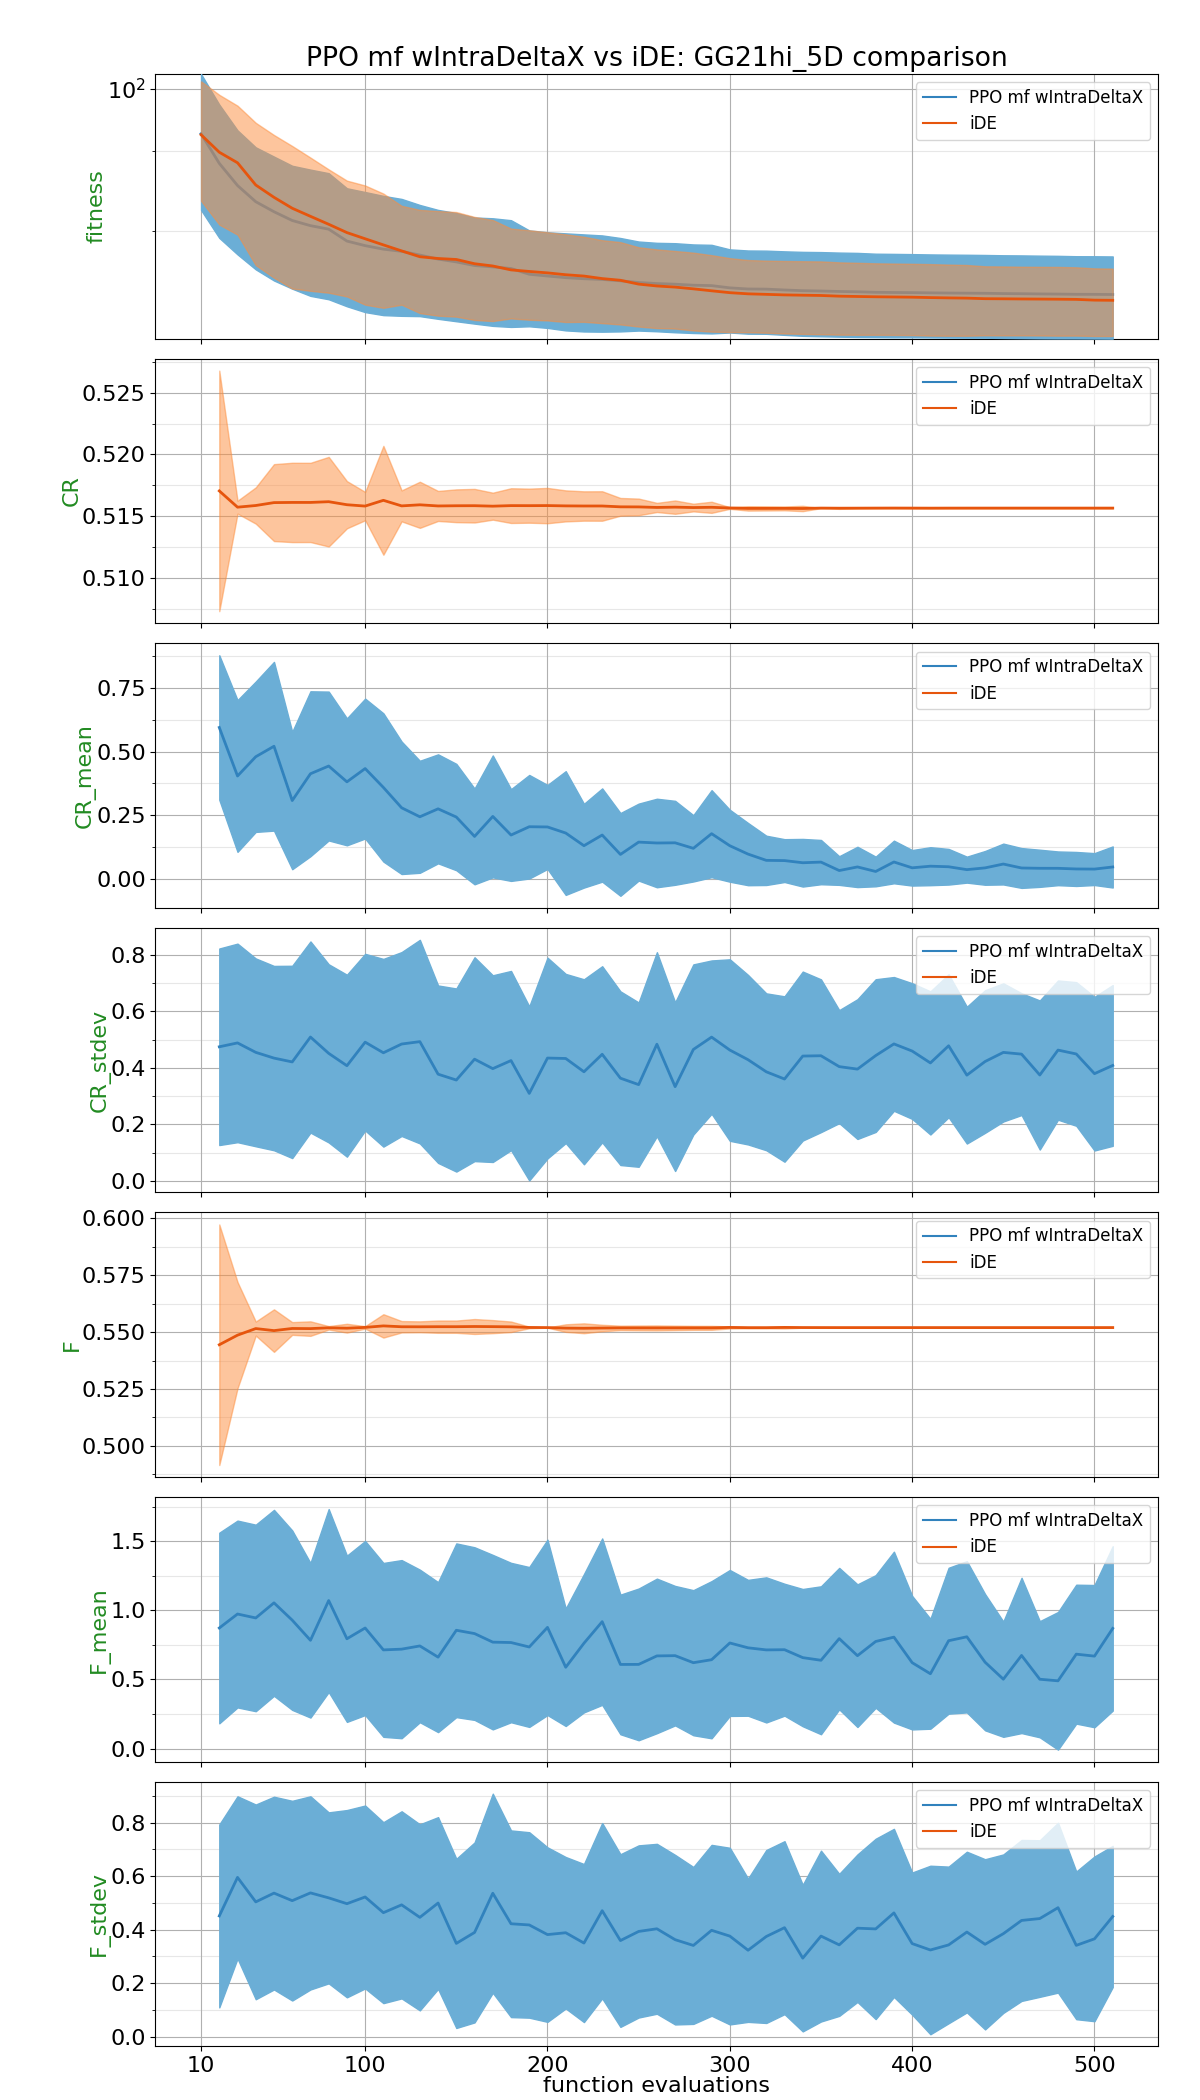 PPO mf wIntraDeltaX vs iDE: GG21hi_5D comparison
10²
fitness
PPO mf wIntraDeltaX
iDE
0.525
0.520
0.515
0.510
CR
PPO mf wIntraDeltaX
iDE
0.75
0.50
0.25
0.00
CR_mean
PPO mf wIntraDeltaX
iDE
0.8
0.6
0.4
0.2
0.0
CR_stdev
PPO mf wIntraDeltaX
iDE
0.600
0.575
0.550
0.525
0.500
F
PPO mf wIntraDeltaX
iDE
1.5
1.0
0.5
0.0
F_mean
PPO mf wIntraDeltaX
iDE
0.8
0.6
0.4
0.2
0.0
F_stdev
PPO mf wIntraDeltaX
iDE
10 100 200 300 400 500
function evaluations